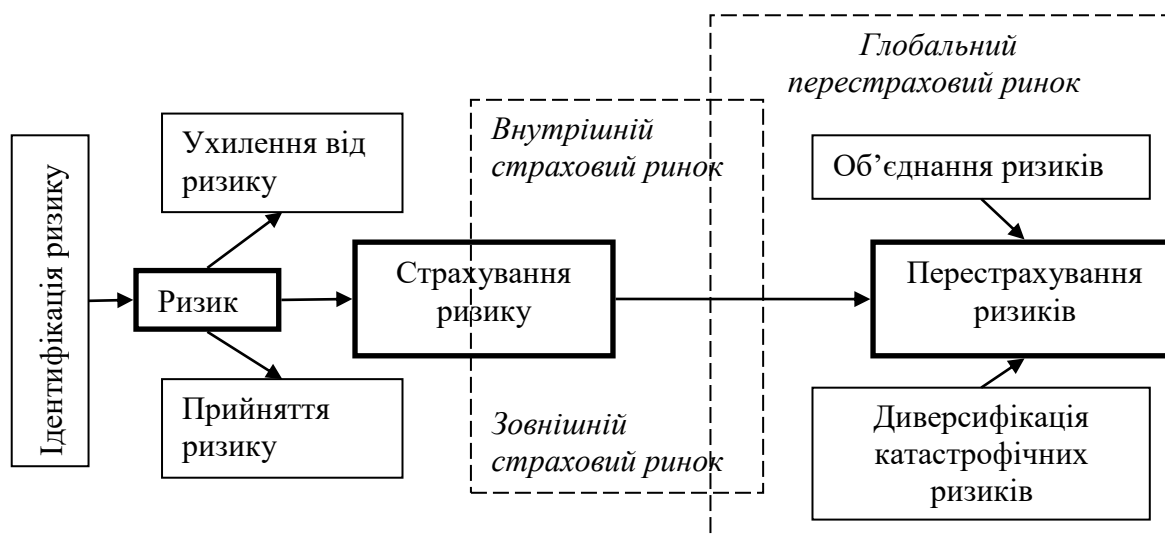 Глобальний
перестраховий ринок
Внутрішній
страховий ринок
Ухилення від
ризику
Об’єднання ризиків
Ідентифікація ризику
Ризик
Страхування
ризику
Перестрахування
ризиків
Прийняття
ризику
Зовнішній
страховий ринок
Диверсифікація
катастрофічних
ризиків